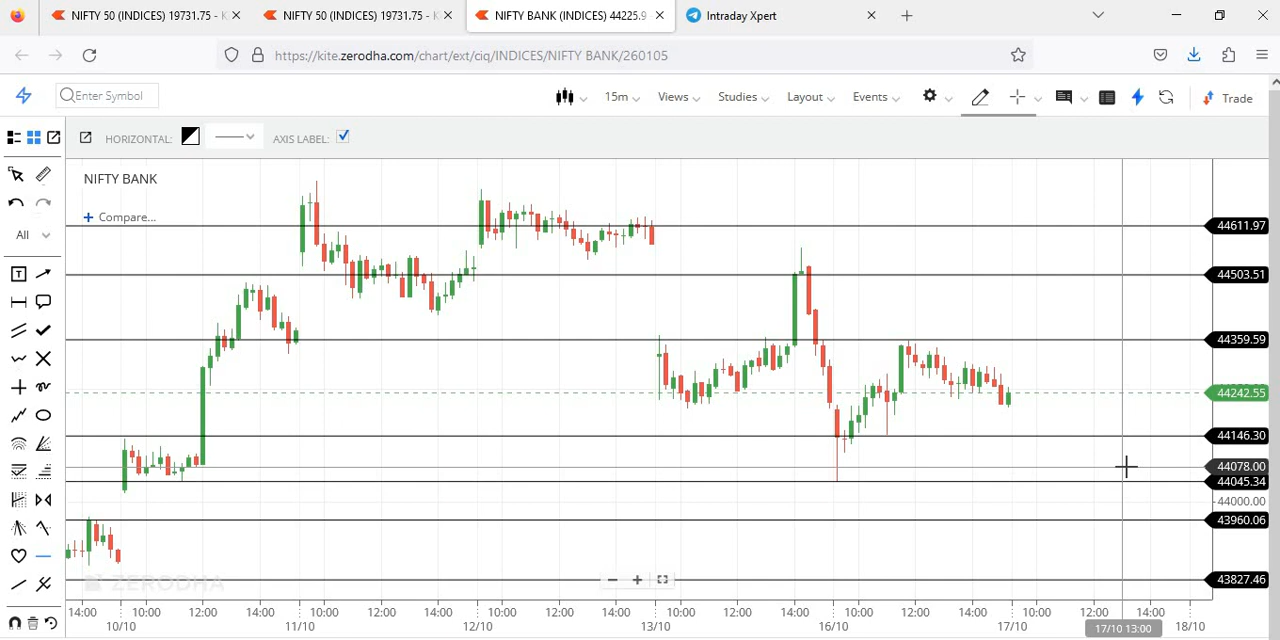 NIFTY 50 (INDICES) 19731.75 - K
NIFTY 50 (INDICES) 19731.75 - K
NIFTY BANK (INDICES) 44225.9
Intraday Xpert
https://kite.zerodha.com/chart/ext/ciq/INDICES/NIFTY BANK/260105
Enter Symbol
15m
Views
Studies
Layout
Events
Trade
HORIZONTAL:
AXIS LABEL:
NIFTY BANK
Compare...
All
44611.97
44503.51
44359.59
44242.55
44146.30
44078.00
44045.34
44000.00
43960.06
43827.46
ZERODHA
14:00 10:00 12:00 14:00 10:00 12:00 14:00 10:00 12:00 14:00 10:00 12:00 14:00 10:00 12:00 14:00 10:00 12:00 14:00
10/10 11/10 12/10 13/10 16/10 17/10 18/10
17/10 13:00